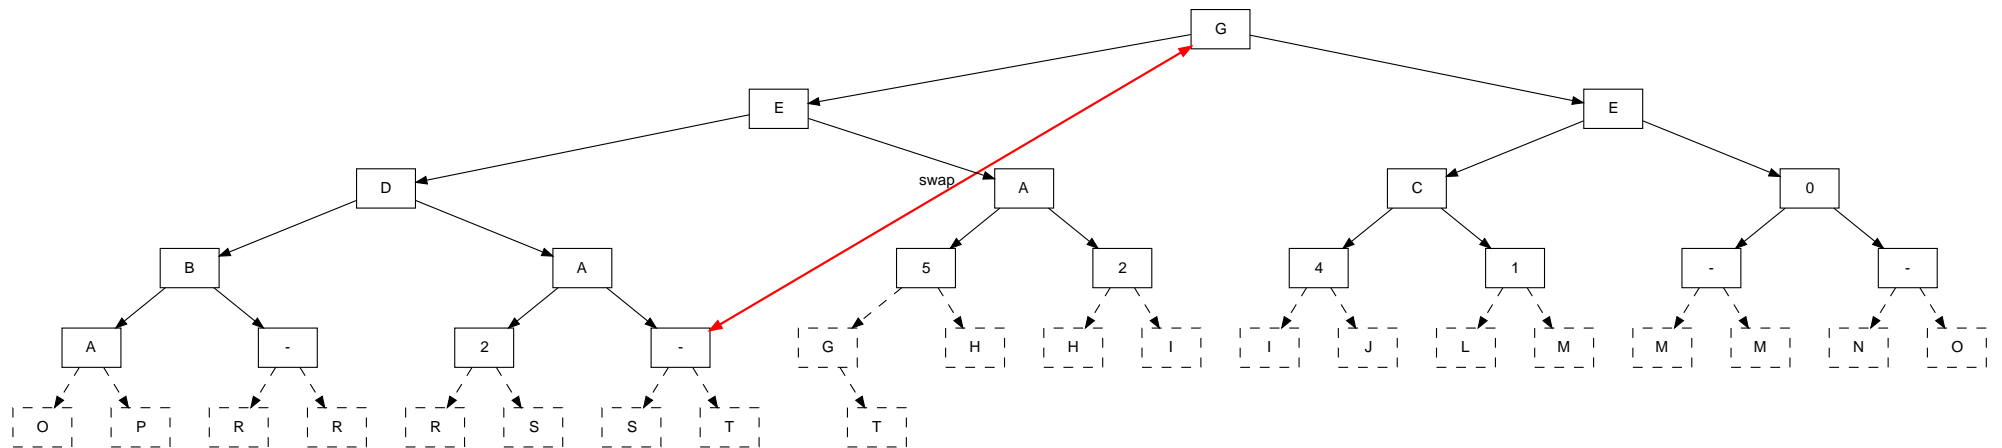 G
E E
D swap A C 0
B A 5 2 4 1 - -
A - 2 - G H H I I J L M M M N O
O P R R R S S T T